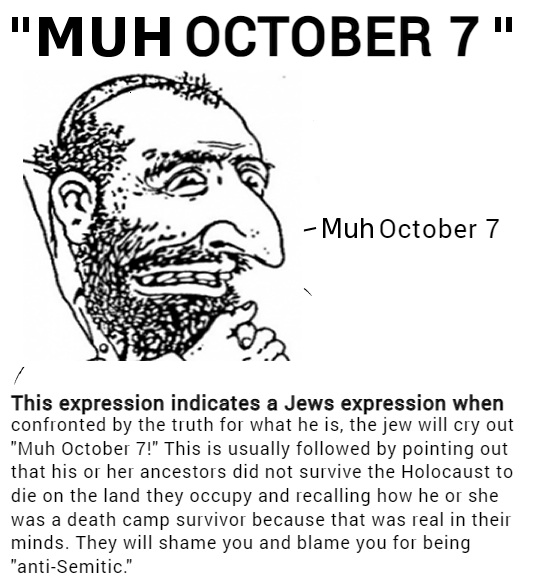 "MUH OCTOBER 7 "
- Muh October 7
This expression indicates a Jews expression when
confronted by the truth for what he is, the jew will cry out
"Muh October 7!" This is usually followed by pointing out
that his or her ancestors did not survive the Holocaust to
die on the land they occupy and recalling how he or she
was a death camp survivor because that was real in their
minds. They will shame you and blame you for being
"anti-Semitic."